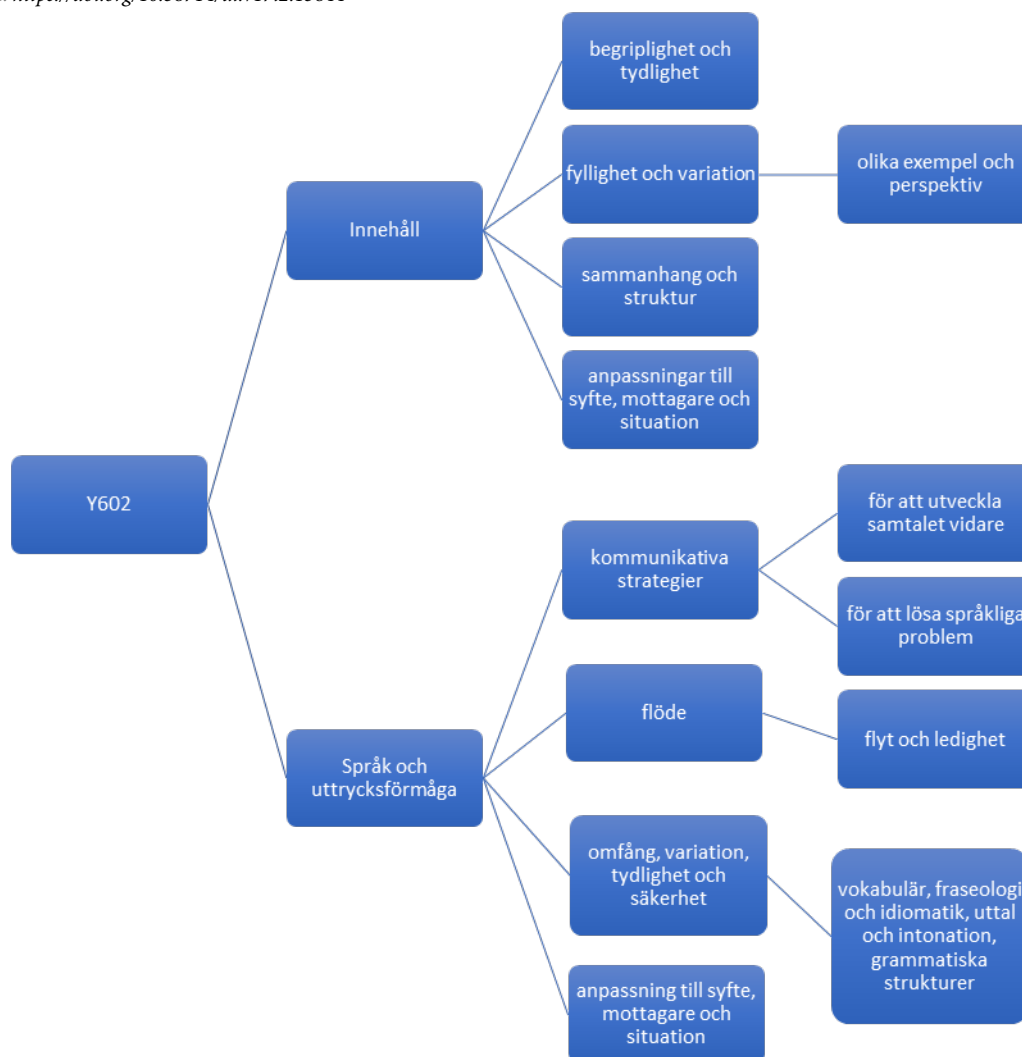 begriplighet och
tydlighet
fyllighet och variation
olika exempel och
perspektiv
Innehåll
sammanhang och
struktur
anpassningar till
syfte, mottagare och
situation
Y602
kommunikativa
strategier
för att utveckla
samtalet vidare
för att lösa språkliga
problem
flöde
flyt och ledighet
Språk och
uttrycksförmåga
omfång, variation,
tydlighet och
säkerhet
vokabulär, fraseologi
och idiomatik, uttal
och intonation,
grammatiska
strukturer
anpassning till syfte,
mottagare och
situation